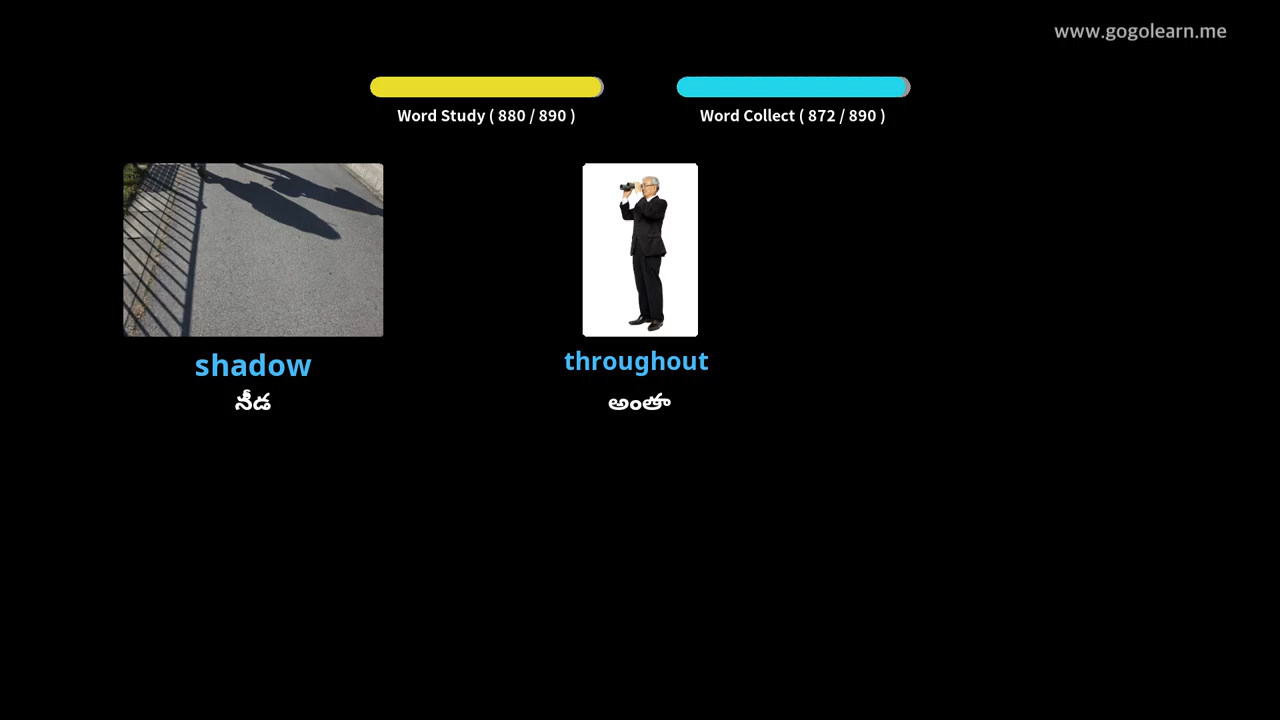 www.gogolearn.me
Word Study ( 880 / 890 )
Word Collect ( 872 / 890 )
shadow
నీడ
throughout
అంతా